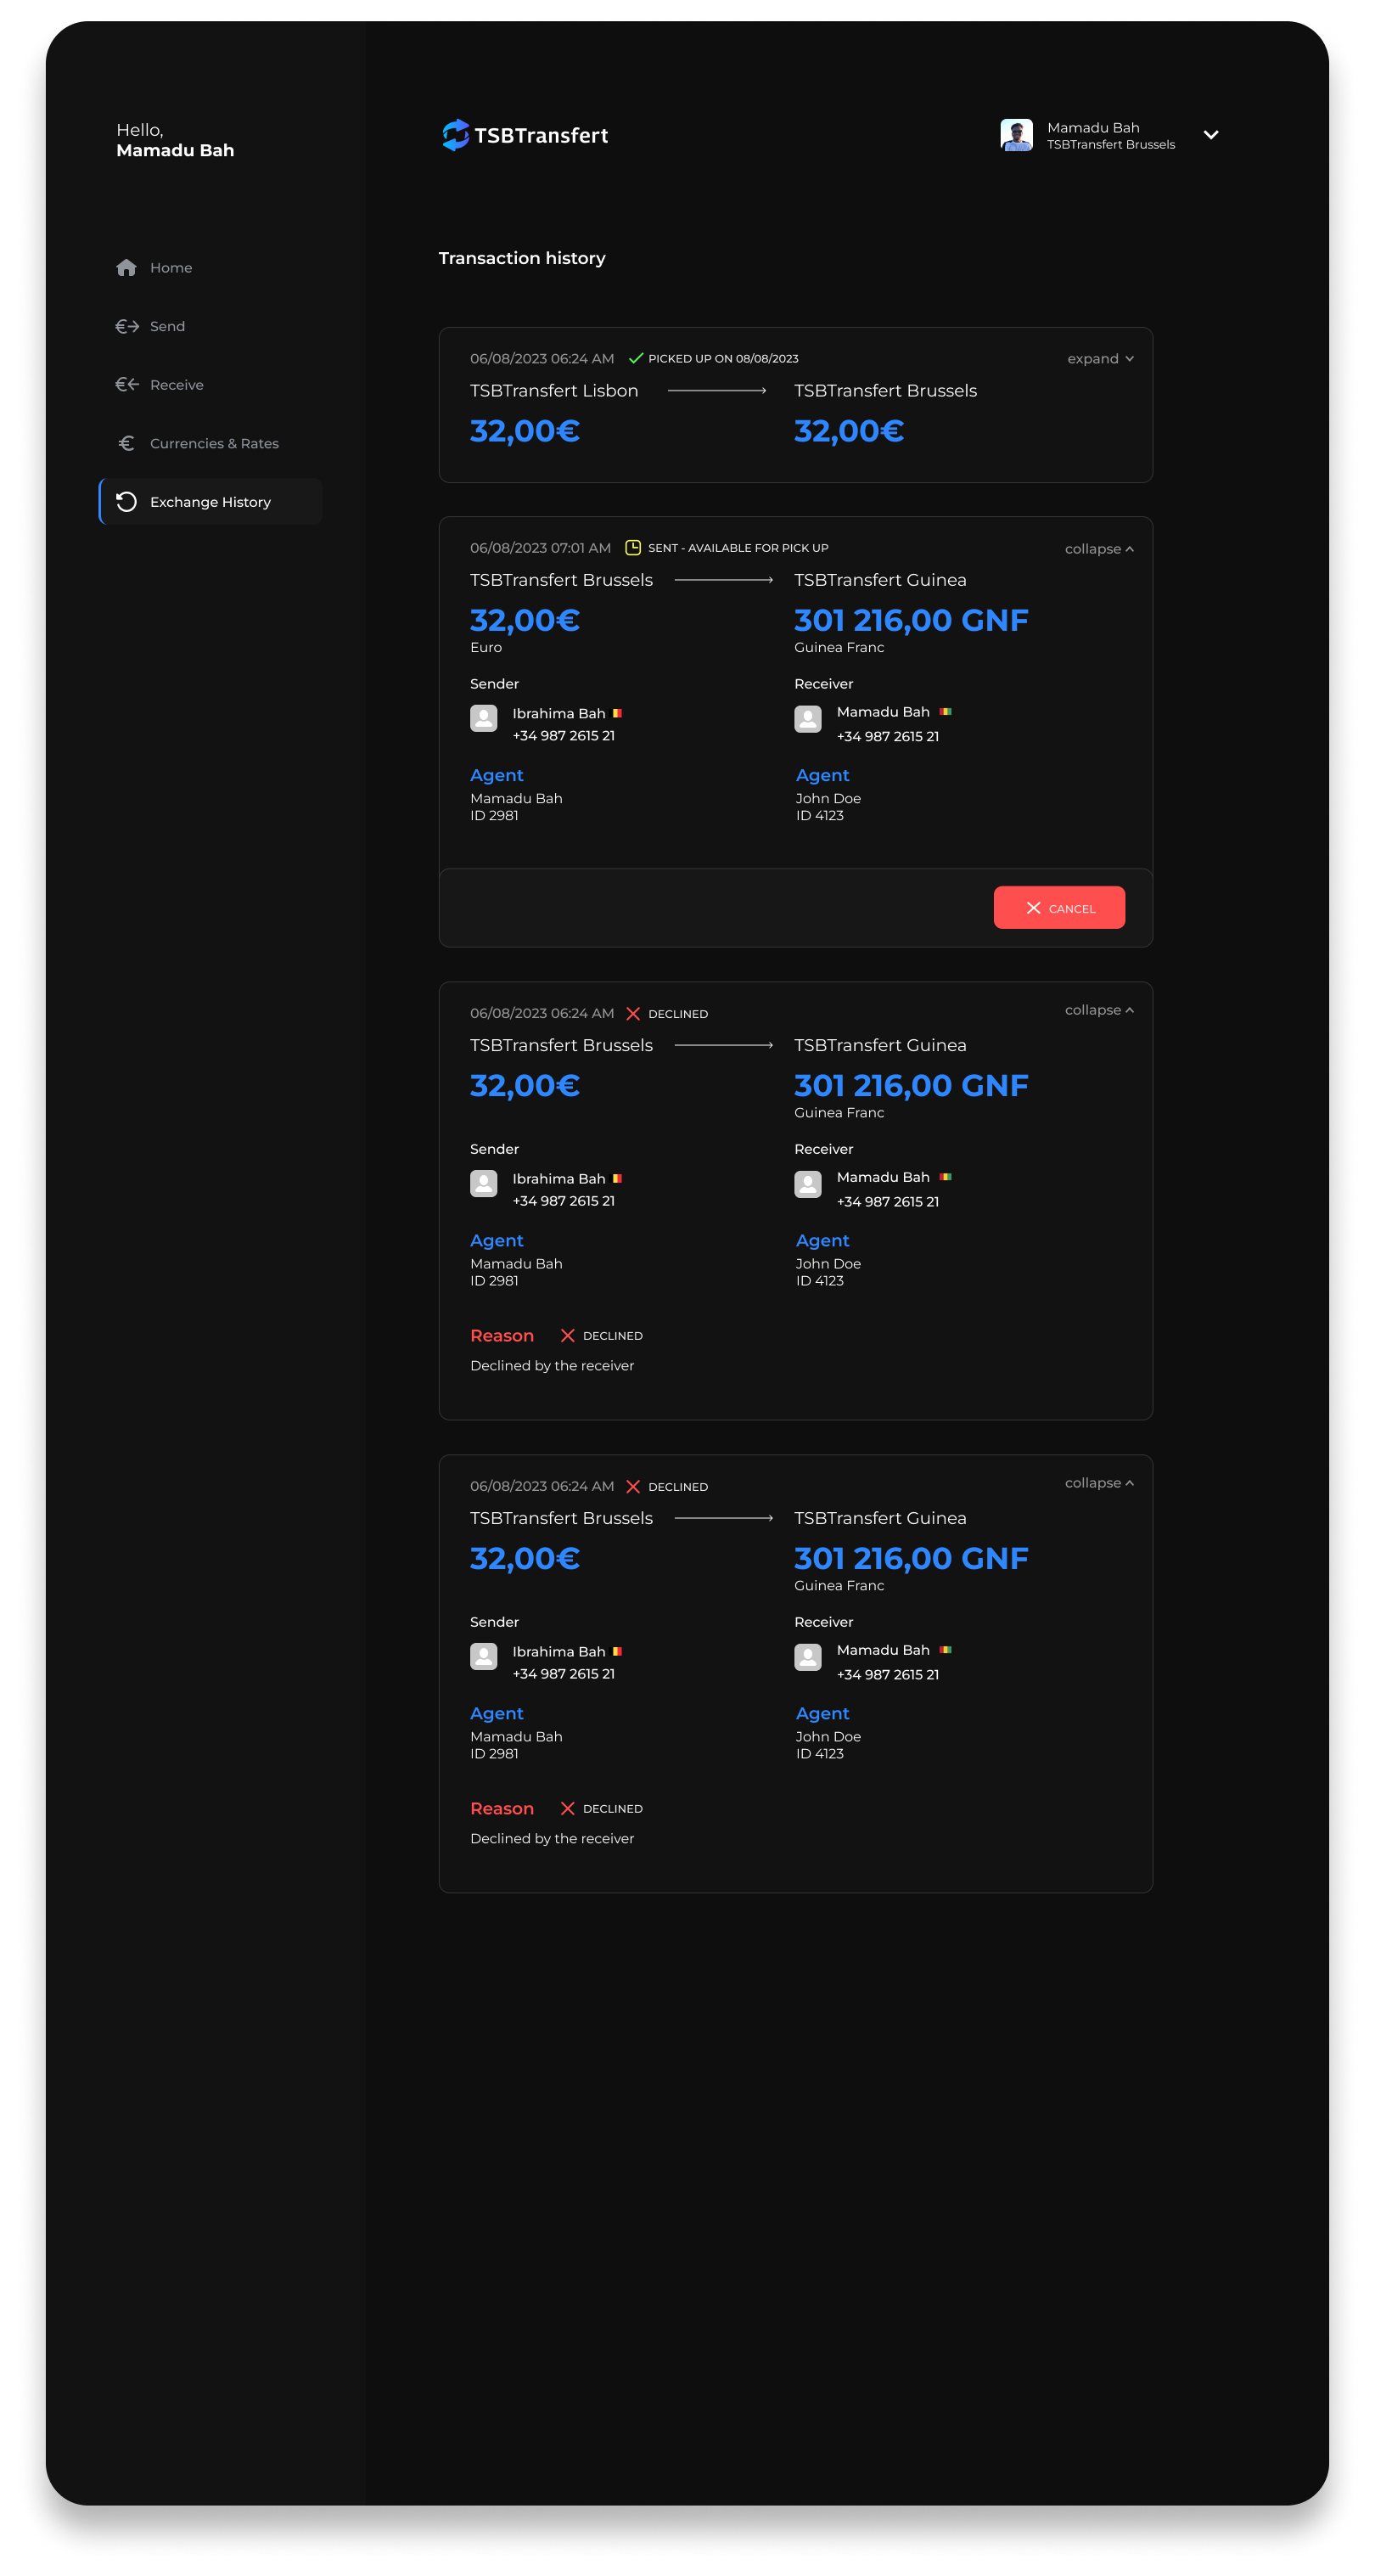 Hello,
Mamadu Bah
TSBTransfert
Mamadu Bah
TSBTransfert Brussels
Home
Send
Receive
Currencies & Rates
Exchange History
Transaction history
06/08/2023 06:24 AM PICKED UP ON 08/08/2023 expand
TSBTransfert Lisbon TSBTransfert Brussels
32,00€ 32,00€
06/08/2023 07:01 AM SENT - AVAILABLE FOR PICK UP collapse
TSBTransfert Brussels TSBTransfert Guinea
32,00€ 301 216,00 GNF
Euro Guinea Franc
Sender Receiver
Ibrahima Bah Mamadu Bah
+34 987 2615 21 +34 987 2615 21
Agent Agent
Mamadu Bah John Doe
ID 2981 ID 4123
CANCEL
06/08/2023 06:24 AM DECLINED collapse
TSBTransfert Brussels TSBTransfert Guinea
32,00€ 301 216,00 GNF
Guinea Franc
Sender Receiver
Ibrahima Bah Mamadu Bah
+34 987 2615 21 +34 987 2615 21
Agent Agent
Mamadu Bah John Doe
ID 2981 ID 4123
Reason DECLINED
Declined by the receiver
06/08/2023 06:24 AM DECLINED collapse
TSBTransfert Brussels TSBTransfert Guinea
32,00€ 301 216,00 GNF
Guinea Franc
Sender Receiver
Ibrahima Bah Mamadu Bah
+34 987 2615 21 +34 987 2615 21
Agent Agent
Mamadu Bah John Doe
ID 2981 ID 4123
Reason DECLINED
Declined by the receiver